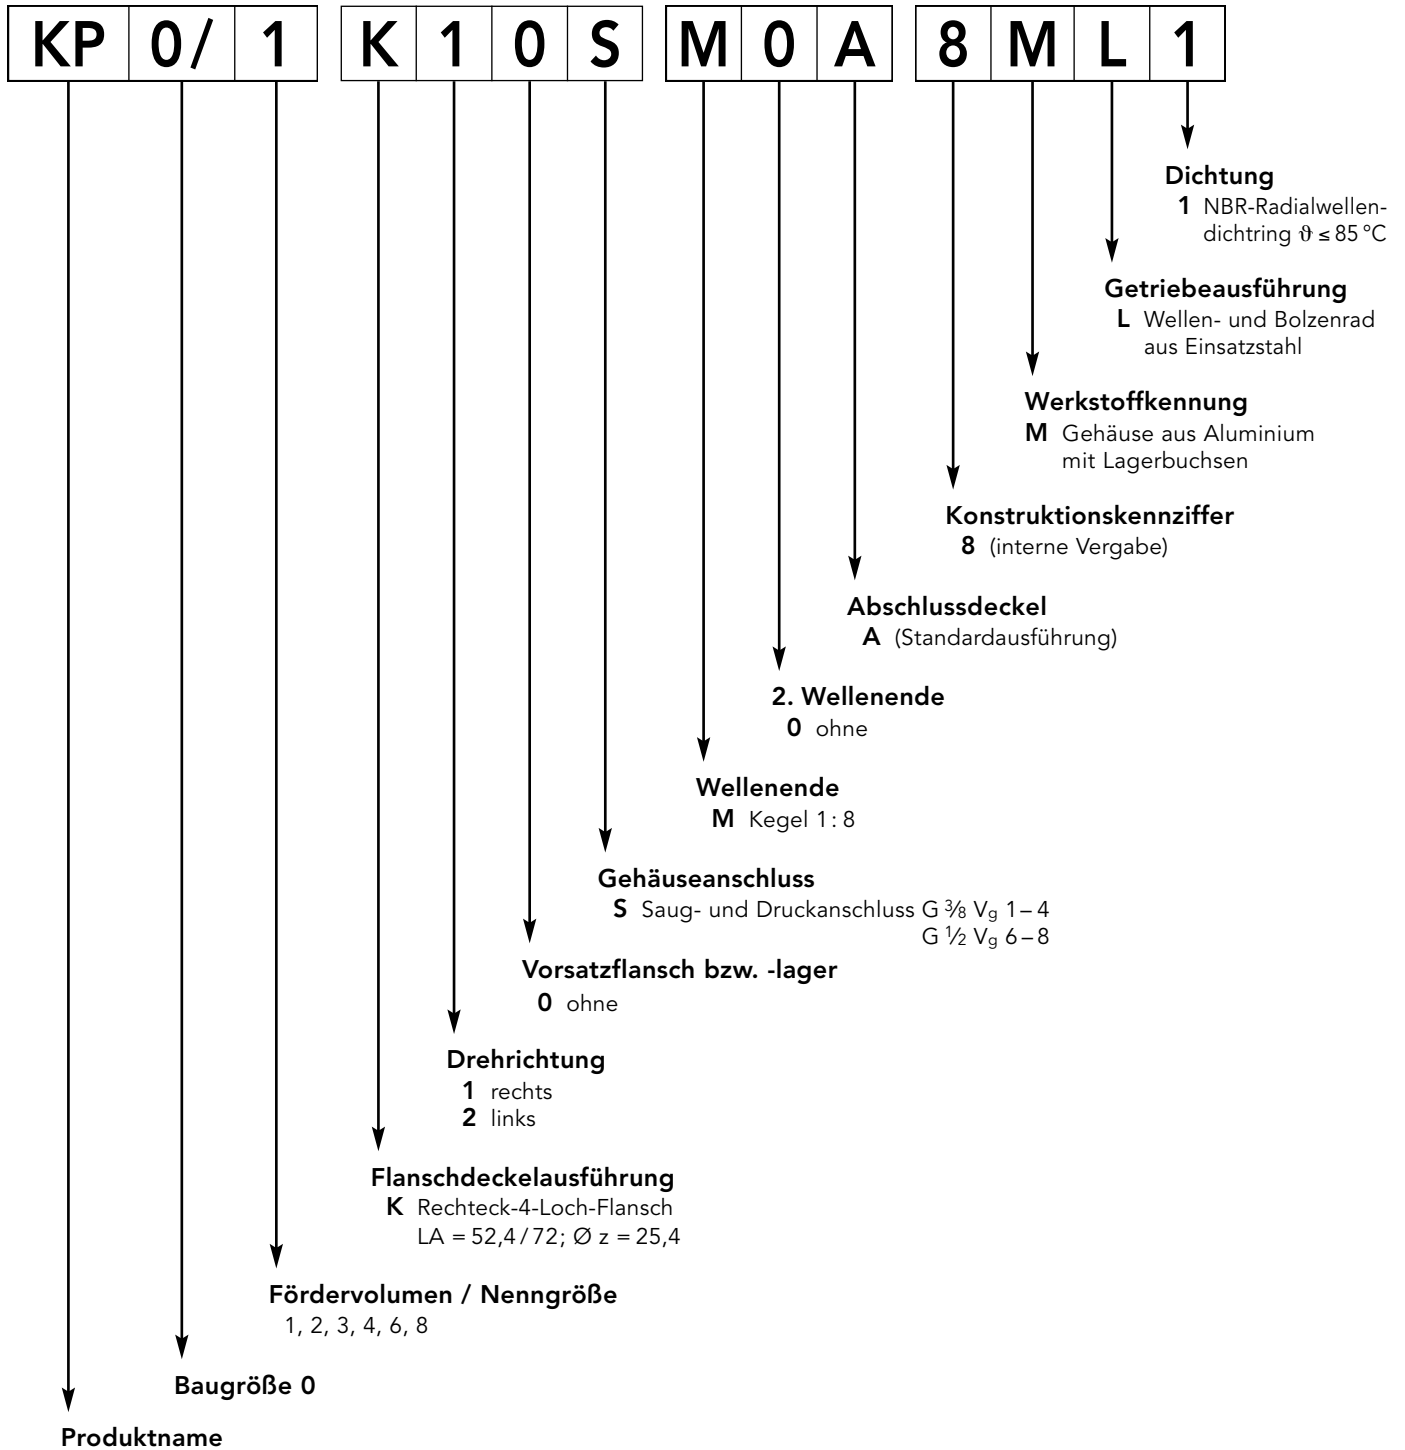 KP 0/ 1 K 1 0 S M 0 A 8 M L 1
Dichtung
1 NBR-Radialwellen-
dichtring ϑ ≤ 85 °C
Getriebeausführung
L Wellen- und Bolzenrad
aus Einsatzstahl
Werkstoffkennung
M Gehäuse aus Aluminium
mit Lagerbuchsen
Konstruktionskennziffer
8 (interne Vergabe)
Abschlussdeckel
A (Standardausführung)
2. Wellenende
0 ohne
Wellenende
M Kegel 1 : 8
Gehäuseanschluss
S Saug- und Druckanschluss G 3/8 Vg 1 – 4
G 1/2 Vg 6 – 8
Vorsatzflansch bzw. -lager
0 ohne
Drehrichtung
1 rechts
2 links
Flanschdeckelausführung
K Rechteck-4-Loch-Flansch
LA = 52,4 / 72; Ø z = 25,4
Fördervolumen / Nenngröße
1, 2, 3, 4, 6, 8
Baugröße 0
Produktname